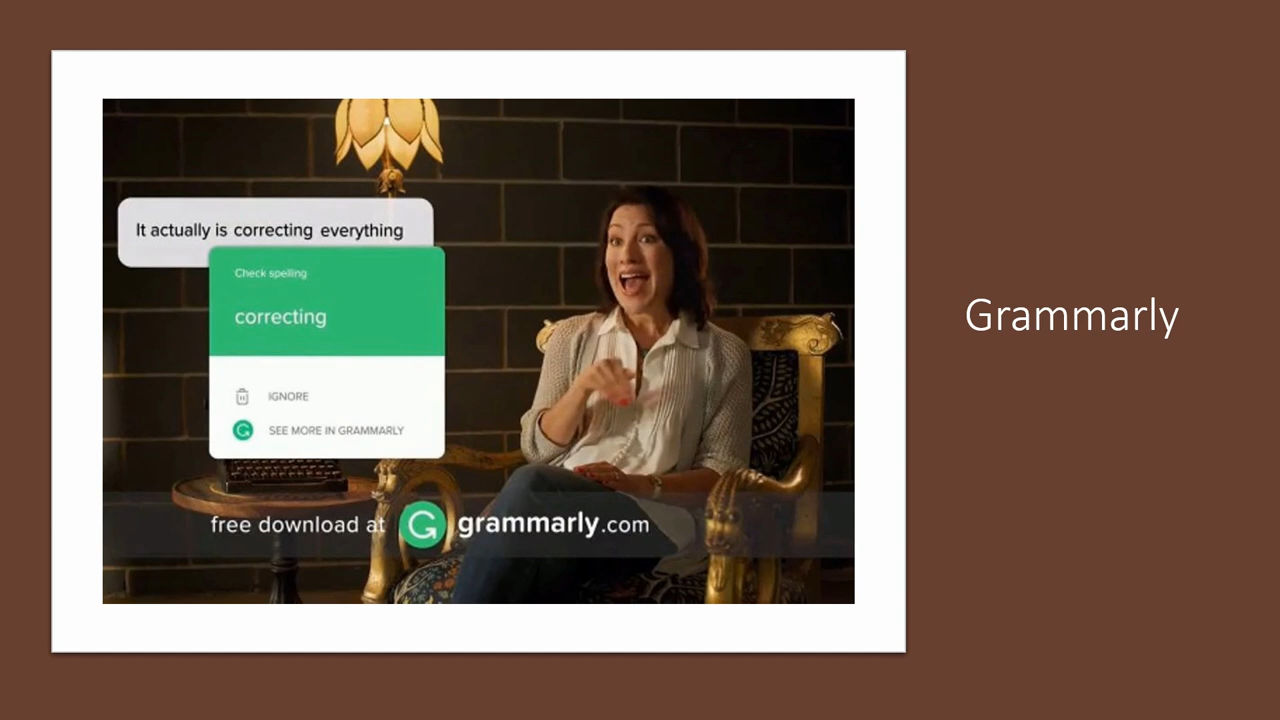 It actually is correcting everything
Check spelling
correcting
IGNORE
SEE MORE IN GRAMMARLY
free download at grammarly.com
Grammarly